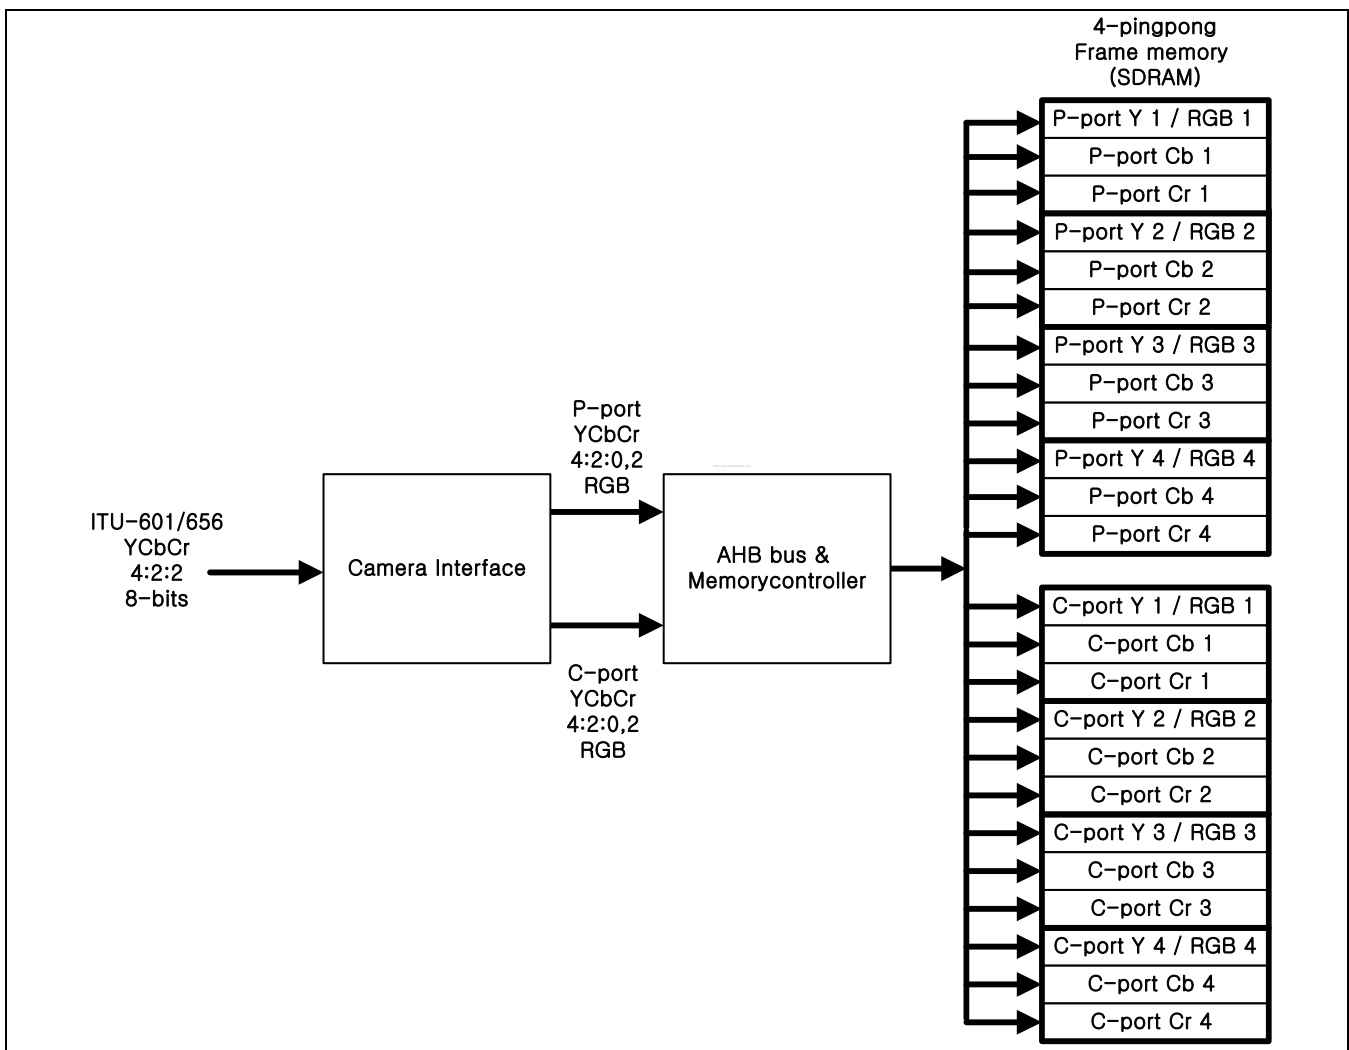 4-pingpong
Frame memory
(SDRAM)
P-port Y 1 / RGB 1
P-port Cb 1
P-port Cr 1
P-port Y 2 / RGB 2
P-port Cb 2
P-port Cr 2
P-port Y 3 / RGB 3
P-port Cb 3
P-port Cr 3
P-port Y 4 / RGB 4
P-port Cb 4
P-port Cr 4
ITU-601/656
YCbCr
4:2:2
8-bits
Camera Interface
P-port
YCbCr
4:2:0,2
RGB
C-port
YCbCr
4:2:0,2
RGB
AHB bus &
Memorycontroller
C-port Y 1 / RGB 1
C-port Cb 1
C-port Cr 1
C-port Y 2 / RGB 2
C-port Cb 2
C-port Cr 2
C-port Y 3 / RGB 3
C-port Cb 3
C-port Cr 3
C-port Y 4 / RGB 4
C-port Cb 4
C-port Cr 4